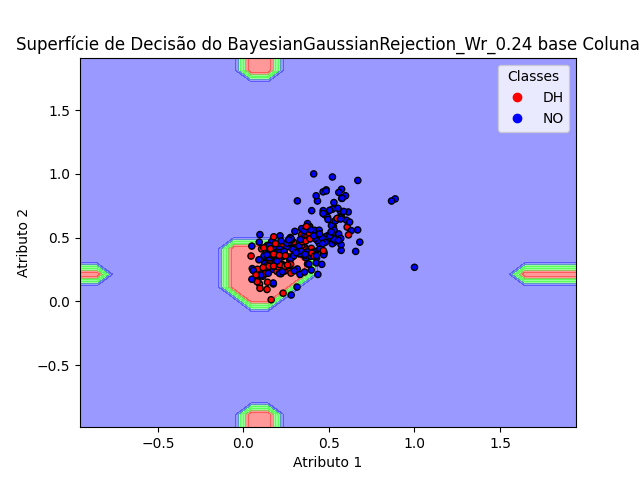 Superfície de Decisão do BayesianGaussianRejection_Wr_0.24 base Coluna
Classes
DH
NO
1.5
1.0
0.5
0.0
−0.5
Atributo 2
−0.5
0.0
0.5
1.0
1.5
Atributo 1